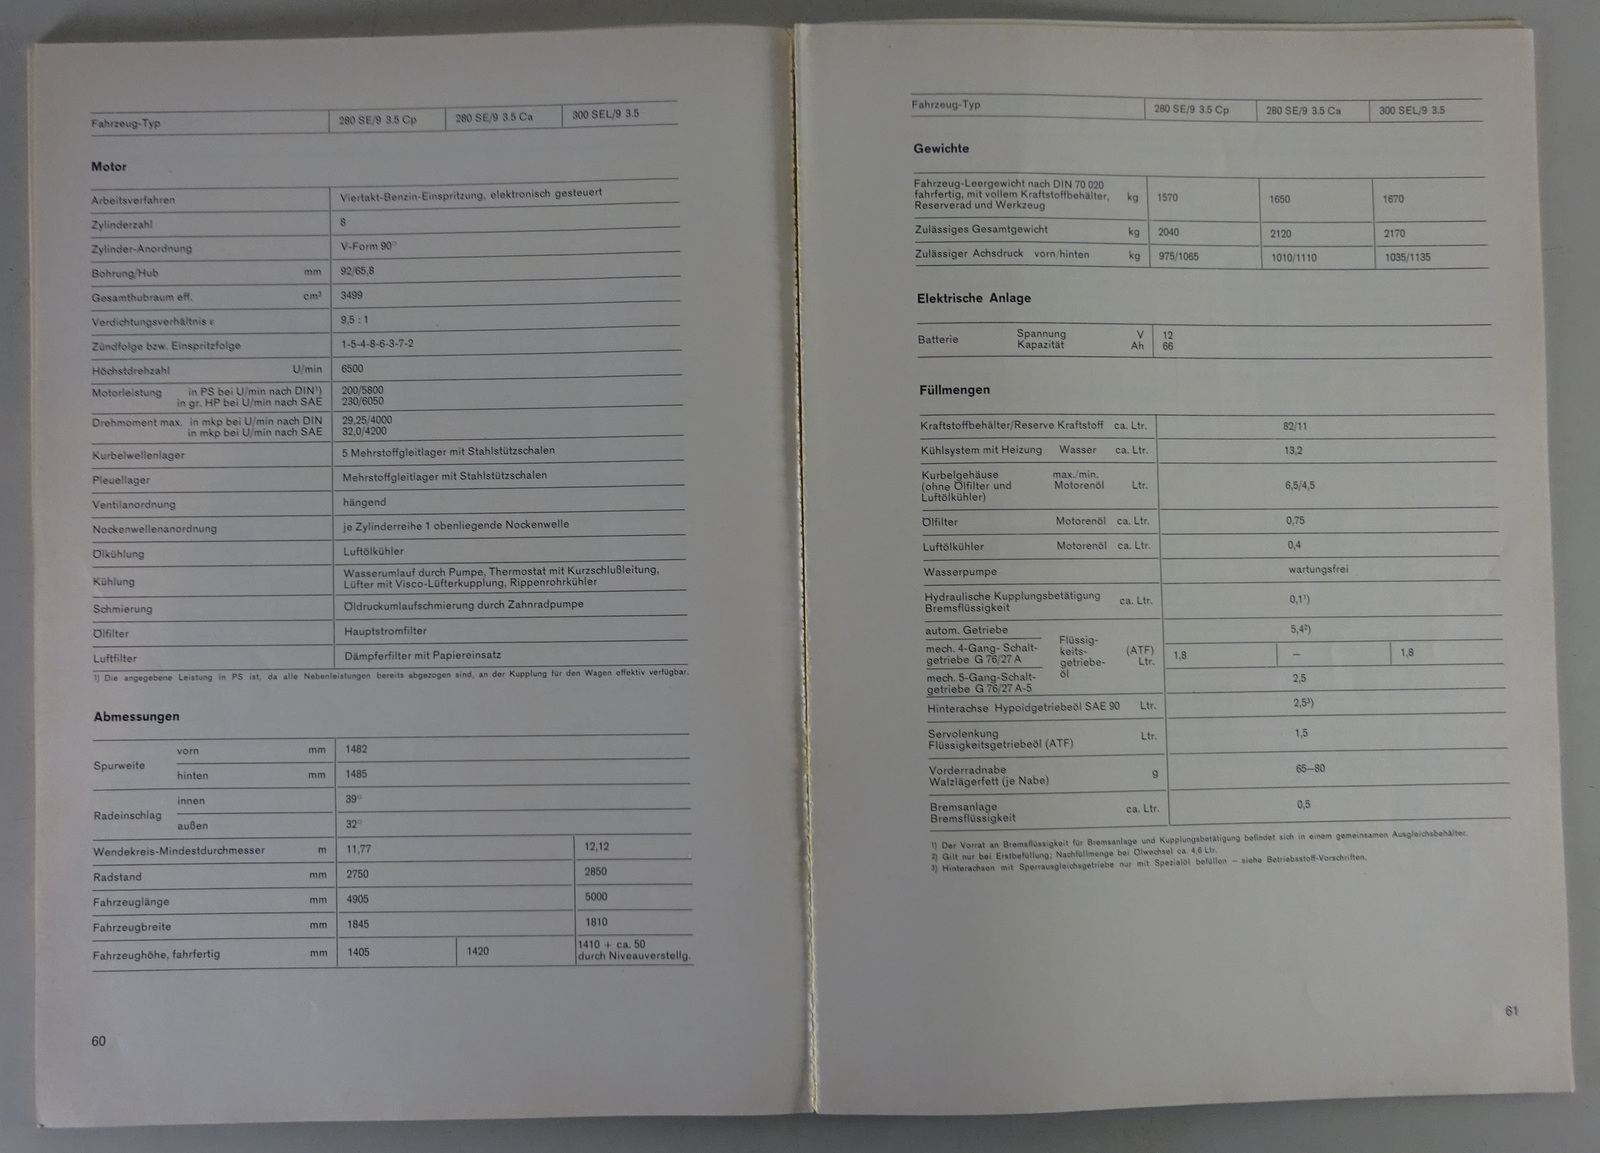 Fahrzeug-Typ 280 SE/9 3.5 Cp 280 SE/9 3.5 Ca 300 SEL/9 3.5
Motor
Arbeitsverfahren Viertakt-Benzin-Einspritzung, elektronisch gesteuert
Zylinderzahl 8
Zylinder-Anordnung V-Form 90°
Bohrung/Hub mm 92/65,8
Gesamthubraum eff. cm³ 3499
Verdichtungsverhältnis ε 9,5 : 1
Zündfolge bzw. Einspritzfolge 1-5-4-8-6-3-7-2
Höchstdrehzahl U/min 6500
Motorleistung in PS bei U/min nach DIN¹) 200/5800
in gr. HP bei U/min nach SAE 230/6050
Drehmoment max. in mkp bei U/min nach DIN 29,25/4000
in mkp bei U/min nach SAE 32,0/4200
Kurbelwellenlager 5 Mehrstoffgleitlager mit Stahlstützschalen
Pleuellager Mehrstoffgleitlager mit Stahlstützschalen
Ventilanordnung hängend
Nockenwellenanordnung je Zylinderreihe 1 obenliegende Nockenwelle
Ölkühlung Luftölkühler
Kühlung Wasserumlauf durch Pumpe, Thermostat mit Kurzschlußleitung,
Lüfter mit Visco-Lüfterkupplung, Rippenrohrkühler
Schmierung Öldruckumlaufschmierung durch Zahnradpumpe
Ölfilter Hauptstromfilter
Luftfilter Dämpferfilter mit Papiereinsatz
¹) Die angegebene Leistung in PS ist, da alle Nebenleistungen bereits abgezogen sind, an der Kupplung für den Wagen effektiv verfügbar.
Abmessungen
Spurweite vorn mm 1482
hinten mm 1485
Radeinschlag innen 39°
außen 32°
Wendekreis-Mindestdurchmesser m 11,77 12,12
Radstand mm 2750 2850
Fahrzeuglänge mm 4905 5000
Fahrzeugbreite mm 1845 1810
Fahrzeughöhe, fahrfertig mm 1405 1420 1410 + ca. 50
durch Niveauverstellg.
60
Fahrzeug-Typ 280 SE/9 3.5 Cp 280 SE/9 3.5 Ca 300 SEL/9 3.5
Gewichte
Fahrzeug-Leergewicht nach DIN 70 020
fahrfertig, mit vollem Kraftstoffbehälter, kg 1570 1650 1670
Reserverad und Werkzeug
Zulässiges Gesamtgewicht kg 2040 2120 2170
Zulässiger Achsdruck vorn/hinten kg 975/1065 1010/1110 1035/1135
Elektrische Anlage
Batterie Spannung V 12
Kapazität Ah 66
Füllmengen
Kraftstoffbehälter/Reserve Kraftstoff ca. Ltr. 82/11
Kühlsystem mit Heizung Wasser ca. Ltr. 13,2
Kurbelgehäuse max./min.
(ohne Ölfilter und Motorenöl Ltr. 6,5/4,5
Luftölkühler)
Ölfilter Motorenöl ca. Ltr. 0,75
Luftölkühler Motorenöl ca. Ltr. 0,4
Wasserpumpe wartungsfrei
Hydraulische Kupplungsbetätigung ca. Ltr. 0,1¹)
Bremsflüssigkeit
autom. Getriebe 5,4²)
mech. 4-Gang-Schalt-
getriebe G 76/27 A Flüssig-
keits-
getriebe-
öl (ATF)
Ltr. 1,8 – 1,8
mech. 5-Gang-Schalt-
getriebe G 76/27 A-5 2,5
Hinterachse Hypoidgetriebeöl SAE 90 Ltr. 2,5³)
Servolenkung Ltr. 1,5
Flüssigkeitsgetriebeöl (ATF)
Vorderradnabe g 65—80
Walzlägerfett (je Nabe)
Bremsanlage ca. Ltr. 0,5
Bremsflüssigkeit
¹) Der Vorrat an Bremsflüssigkeit für Bremsanlage und Kupplungsbetätigung befindet sich in einem gemeinsamen Ausgleichsbehälter.
²) Gilt nur bei Erstbefüllung; Nachfüllmenge bei Ölwechsel ca. 4,6 Ltr.
³) Hinterachsen mit Sperrausgleichsgetriebe nur mit Spezialöl befüllen — siehe Betriebsstoff-Vorschriften.
61